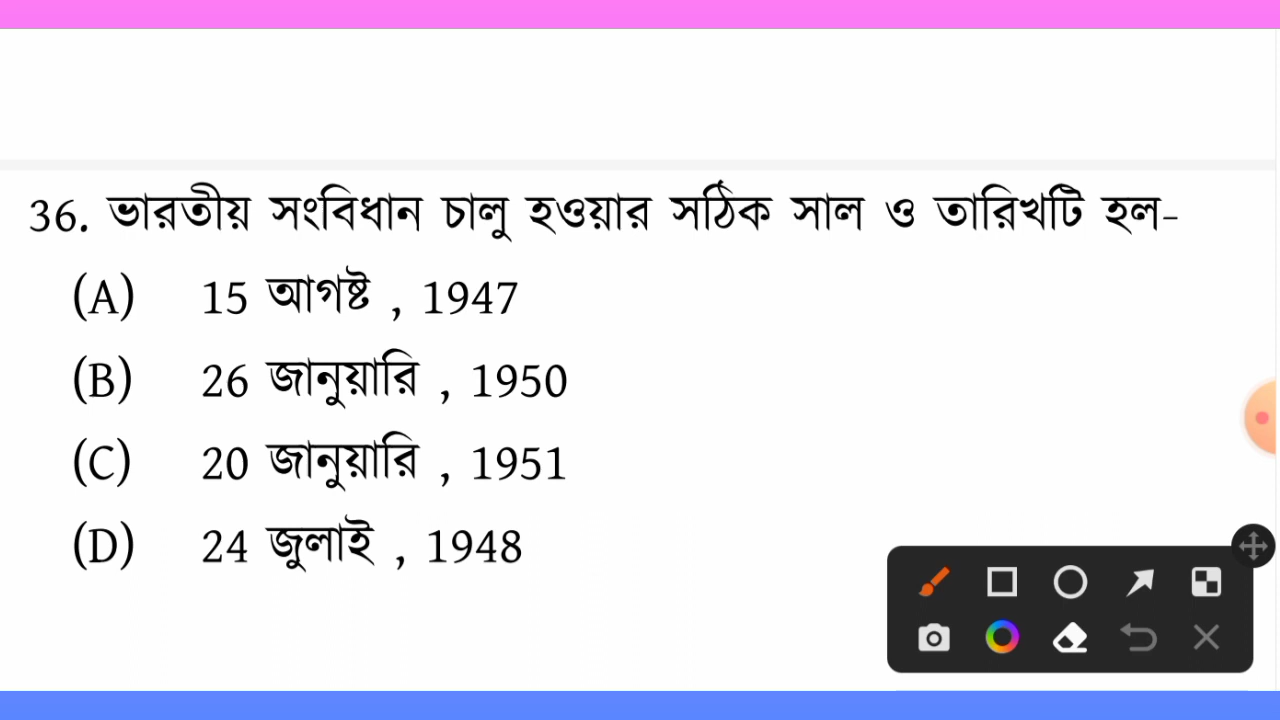 36. ভারতীয় সংবিধান চালু হওয়ার সঠিক সাল ও তারিখটি হল-
(A) 15 আগষ্ট , 1947
(B) 26 জানুয়ারি , 1950
(C) 20 জানুয়ারি , 1951
(D) 24 জুলাই , 1948